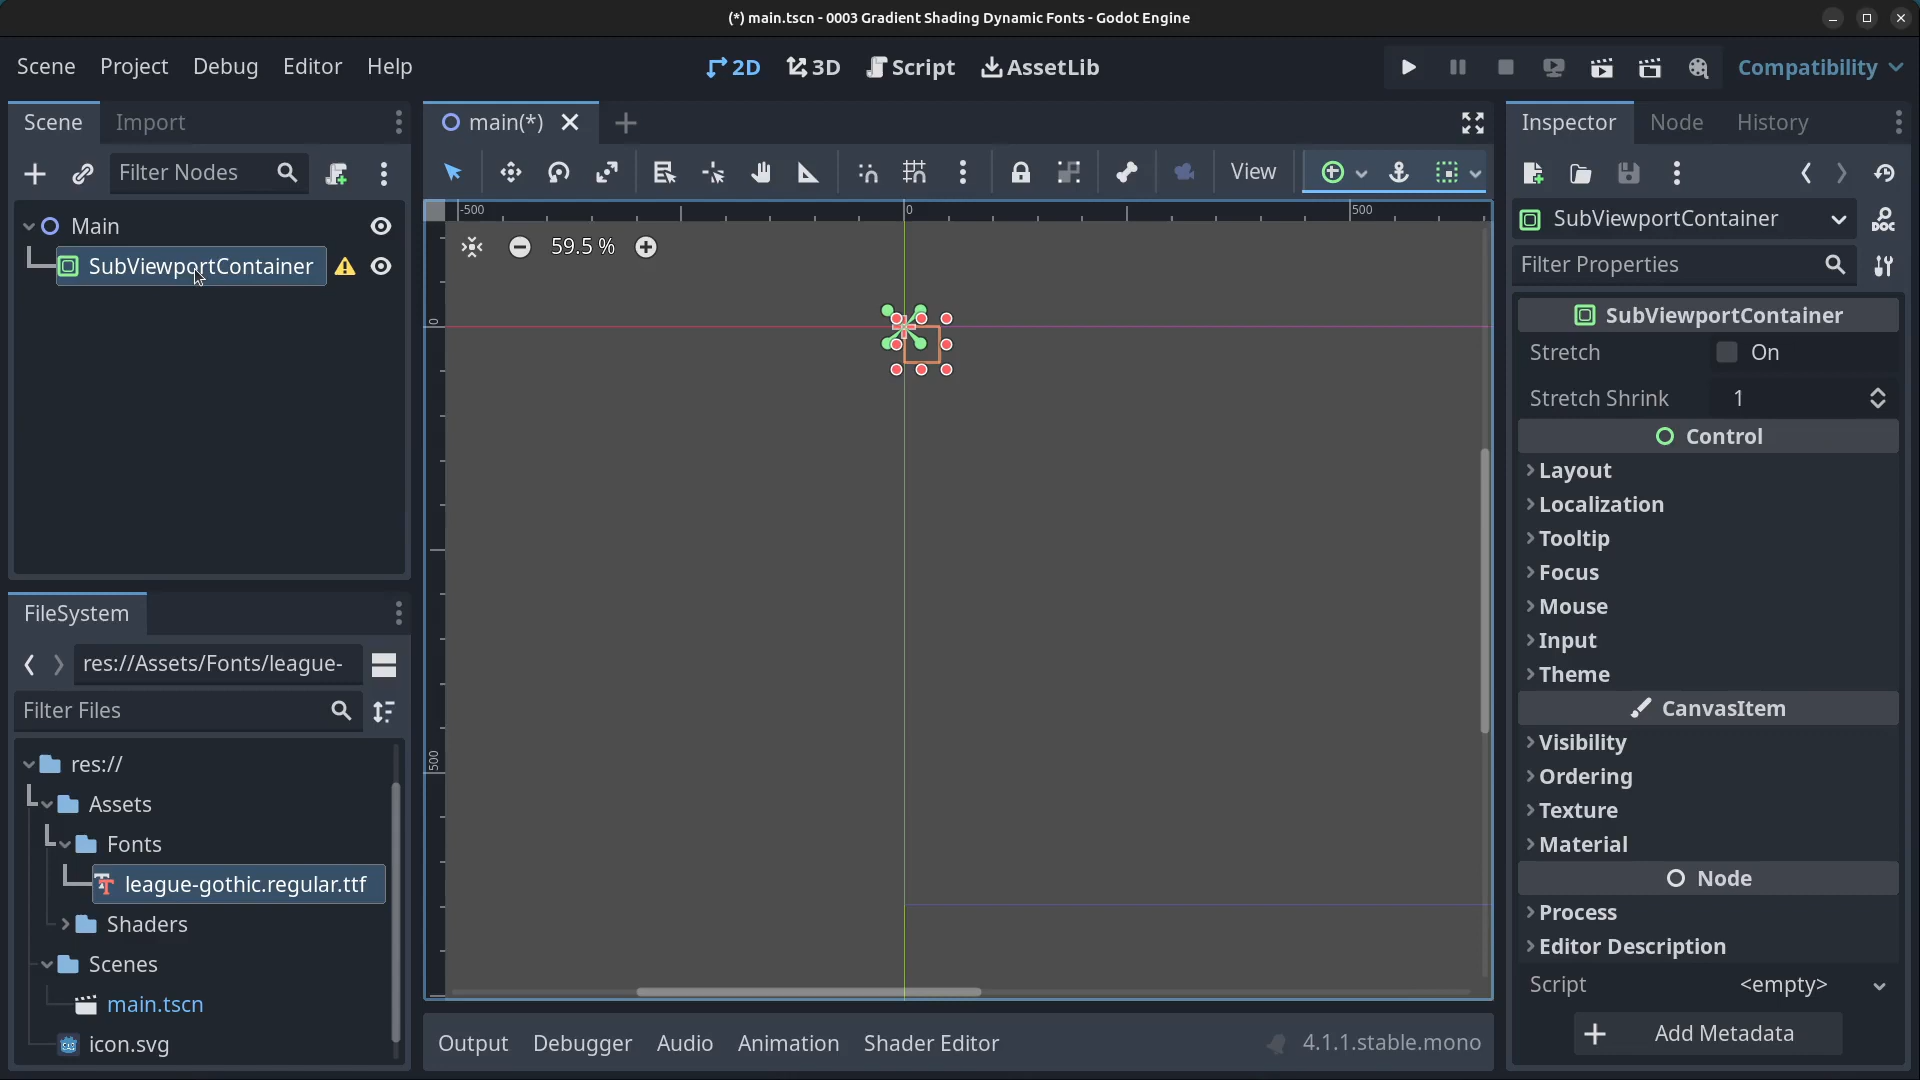 (*) main.tscn - 0003 Gradient Shading Dynamic Fonts - Godot Engine
Scene Project Debug Editor Help
2D 3D Script AssetLib
Compatibility
Scene Import
Filter Nodes
Main
SubViewportContainer
FileSystem
res://Assets/Fonts/league-
Filter Files
res://
Assets
Fonts
league-gothic.regular.ttf
Shaders
Scenes
main.tscn
icon.svg
main(*)
View
-500 0 500
59.5 %
0
500
Output Debugger Audio Animation Shader Editor 4.1.1.stable.mono
Inspector Node History
SubViewportContainer
DOC
Filter Properties
SubViewportContainer
Stretch On
Stretch Shrink 1
Control
Layout
Localization
Tooltip
Focus
Mouse
Input
Theme
CanvasItem
Visibility
Ordering
Texture
Material
Node
Process
Editor Description
Script <empty>
Add Metadata